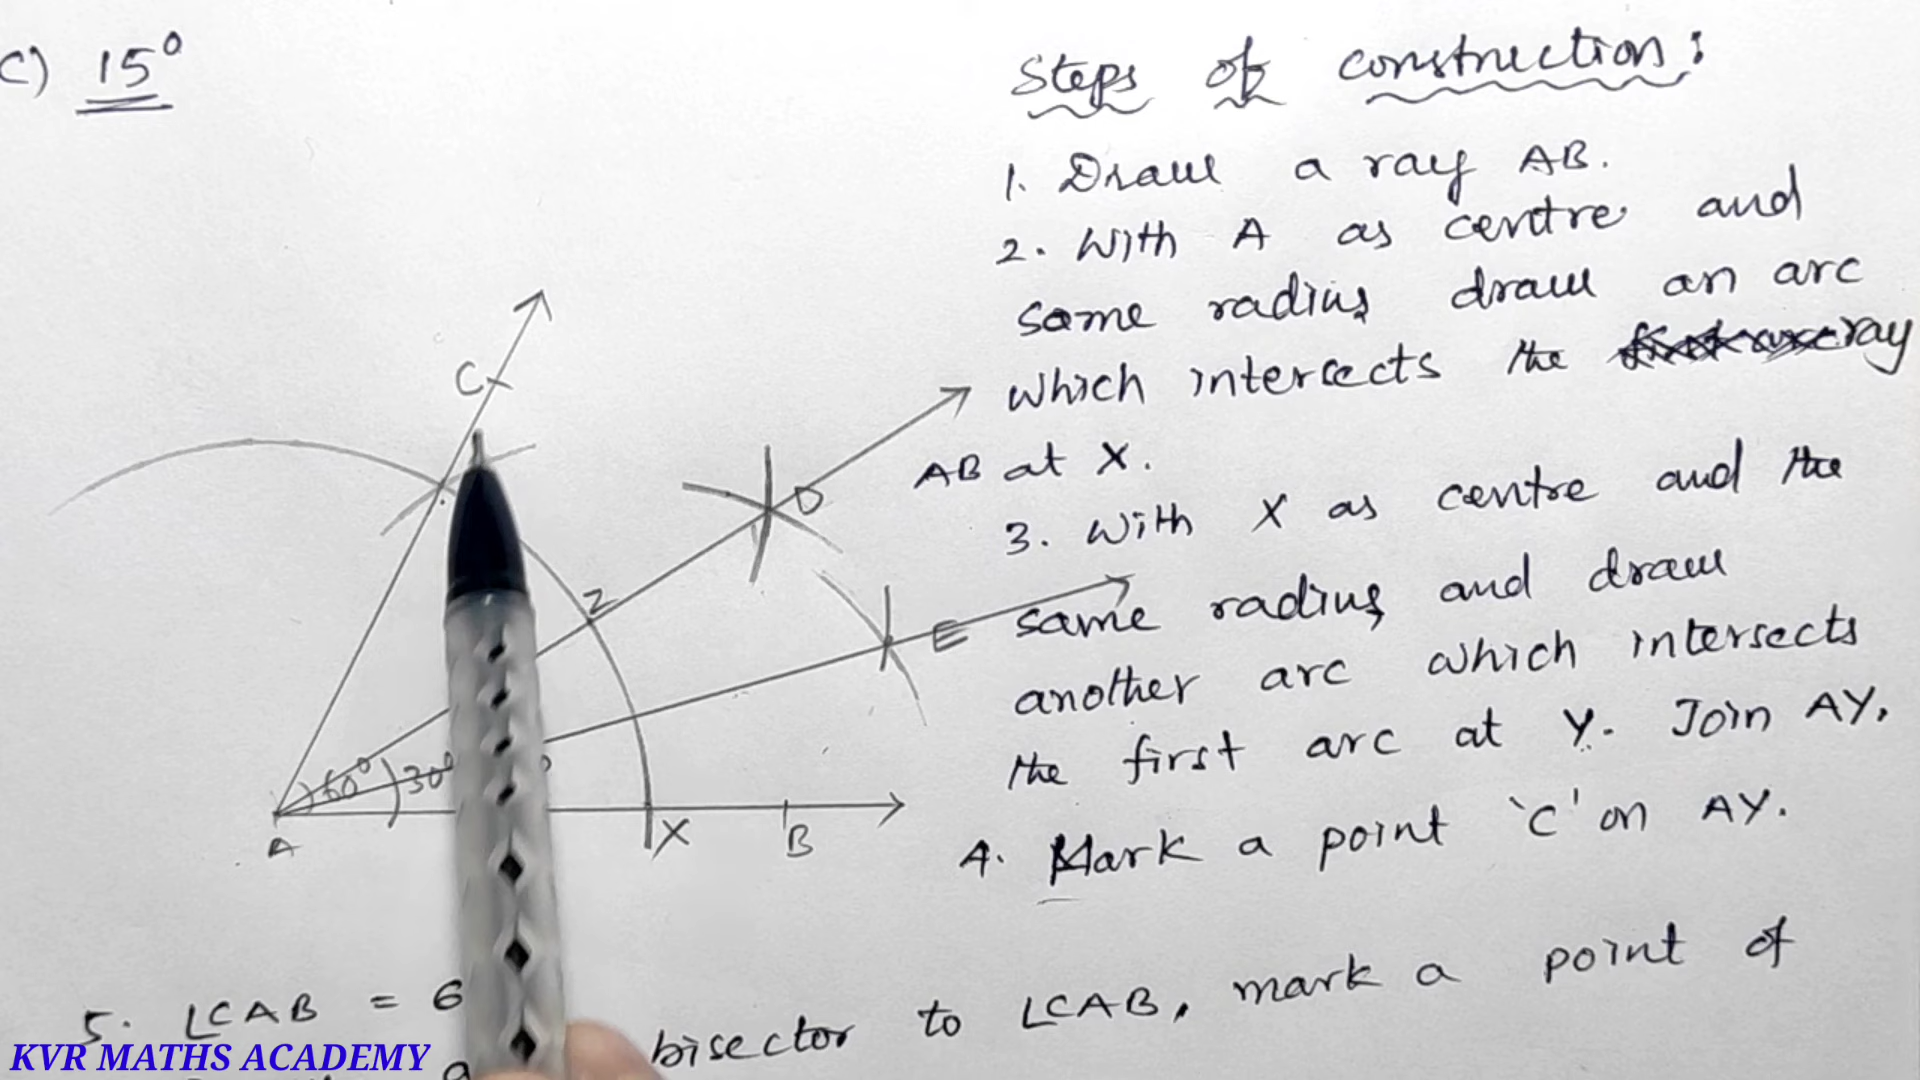 C) 15°
Steps of construction:
1. Draw a ray AB.
2. With A as centre and
same radius draw an arc
which intersects the ray
AB at X.
3. With X as centre and the
same radius and draw
another arc which intersects
the first arc at Y. Join AY.
4. Mark a point 'C' on AY.
5. ∠CAB = 6
bisector to ∠CAB, mark a point of
C
D
Z
E
60°
30°
A
X
B
KVR MATHS ACADEMY